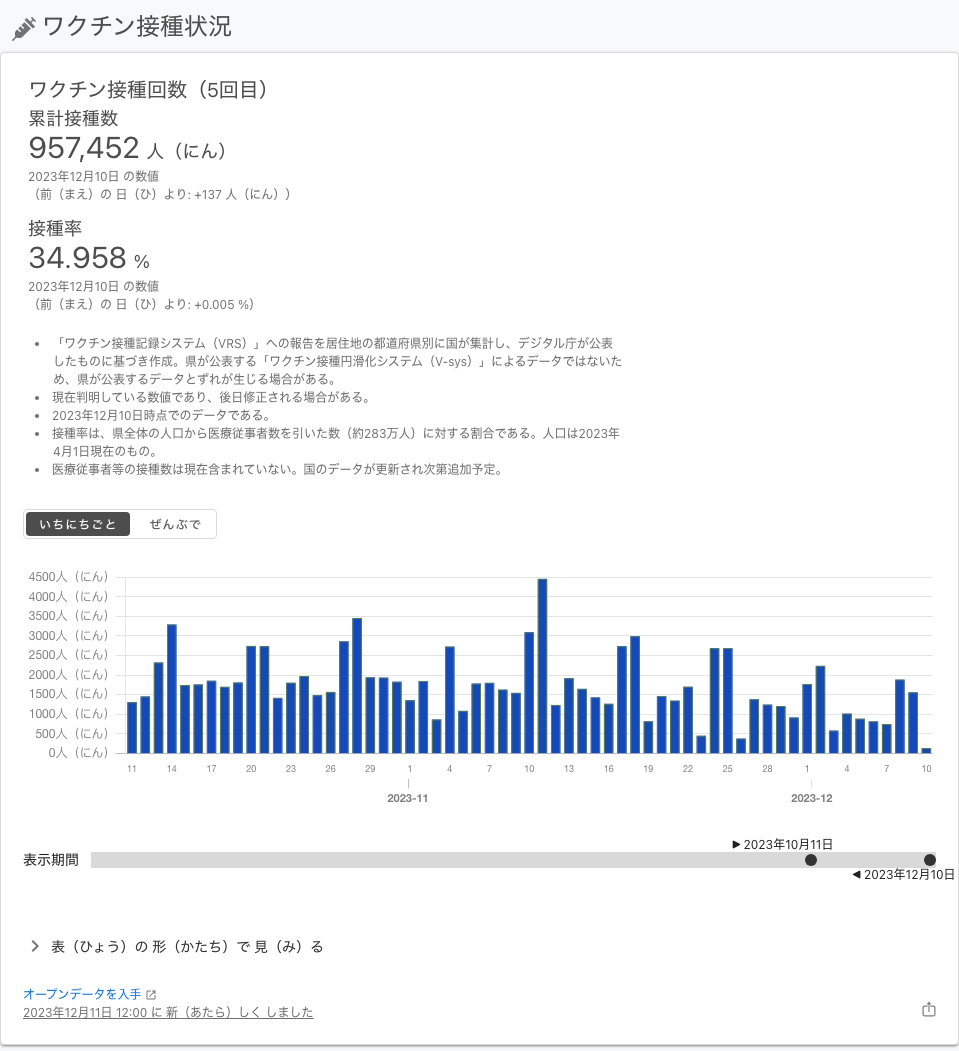 ワクチン接種状況
ワクチン接種回数（5回目）
累計接種数
957,452 人（にん）
2023年12月10日 の数値
（前（まえ）の 日（ひ）より: +137 人（にん））
接種率
34.958 %
2023年12月10日 の数値
（前（まえ）の 日（ひ）より: +0.005 %）
• 「ワクチン接種記録システム（VRS）」への報告を居住地の都道府県別に国が集計し、デジタル庁が公表
したものに基づき作成。県が公表する「ワクチン接種円滑化システム（V-sys）」によるデータではないた
め、県が公表するデータとずれが生じる場合がある。
• 現在判明している数値であり、後日修正される場合がある。
• 2023年12月10日時点でのデータである。
• 接種率は、県全体の人口から医療従事者数を引いた数（約283万人）に対する割合である。人口は2023年
4月1日現在のもの。
• 医療従事者等の接種数は現在含まれていない。国のデータが更新され次第追加予定。
いちにちごと ぜんぶで
4500人（にん）
4000人（にん）
3500人（にん）
3000人（にん）
2500人（にん）
2000人（にん）
1500人（にん）
1000人（にん）
500人（にん）
0人（にん）
11 14 17 20 23 26 29 1 4 7 10 13 16 19 22 25 28 1 4 7 10
2023-11 2023-12
▶ 2023年10月11日
表示期間
◀ 2023年12月10日
表（ひょう）の 形（かたち）で 見（み）る
オープンデータを入手
2023年12月11日 12:00 に 新（あたら）しく しました